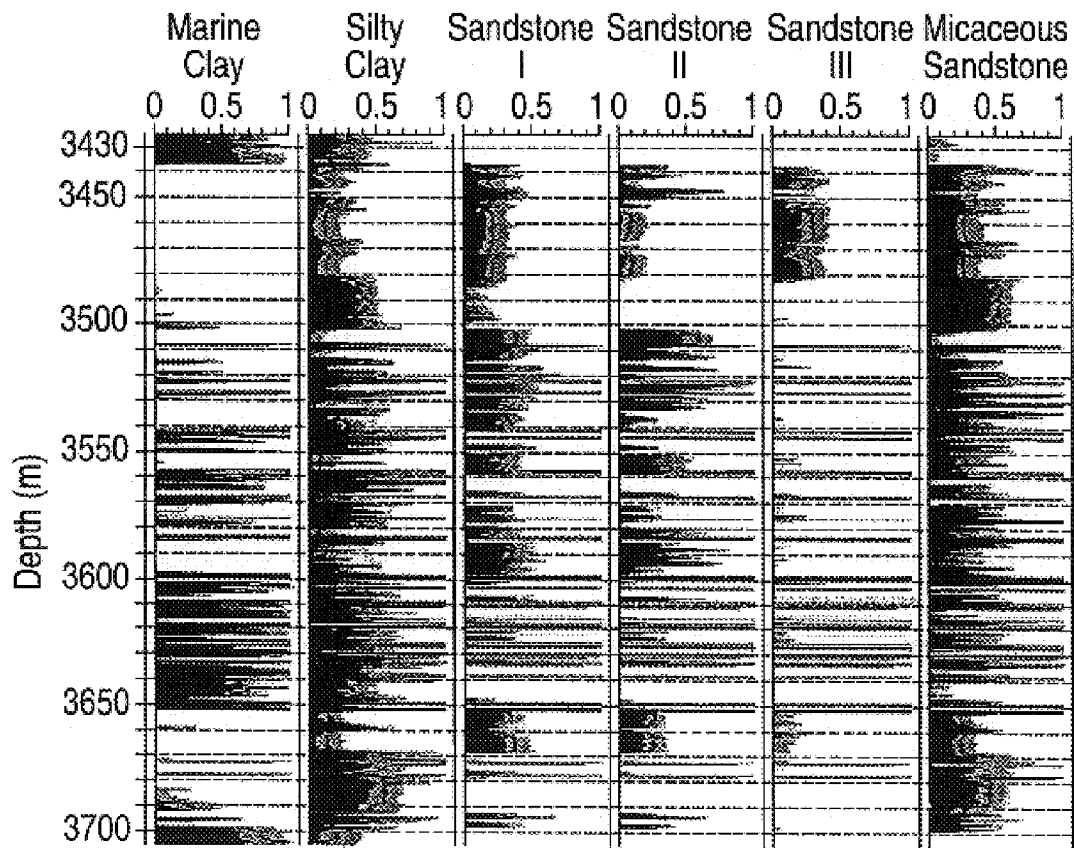 Marine Silty Sandstone Sandstone Sandstone Micaceous
Clay Clay I II III Sandstone
0 0.5 1 0 0.5 1 0 0.5 1 0 0.5 1 0 0.5 1 0 0.5 1
3430
3450
3500
3550
3600
3650
3700
Depth (m)